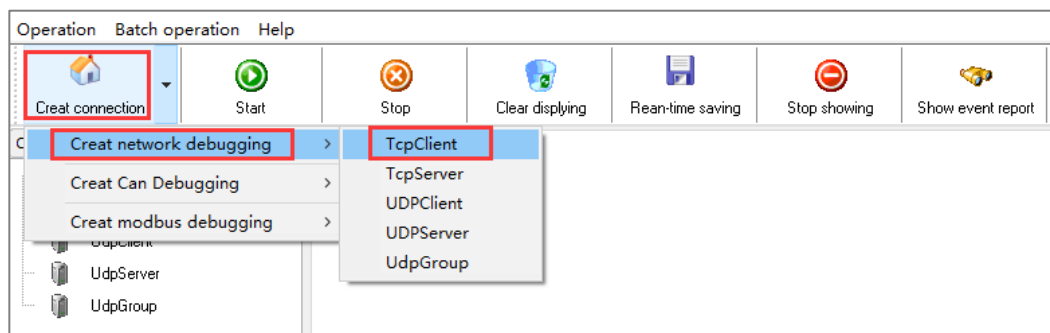 Operation Batch operation Help
Creat connection Start Stop Clear displying Rean-time saving Stop showing Show event report
C
Creat network debugging > TcpClient
TcpServer
Creat Can Debugging >
UDPClient
Creat modbus debugging > UDPServer
UdpClient
UdpGroup
UdpServer
UdpGroup